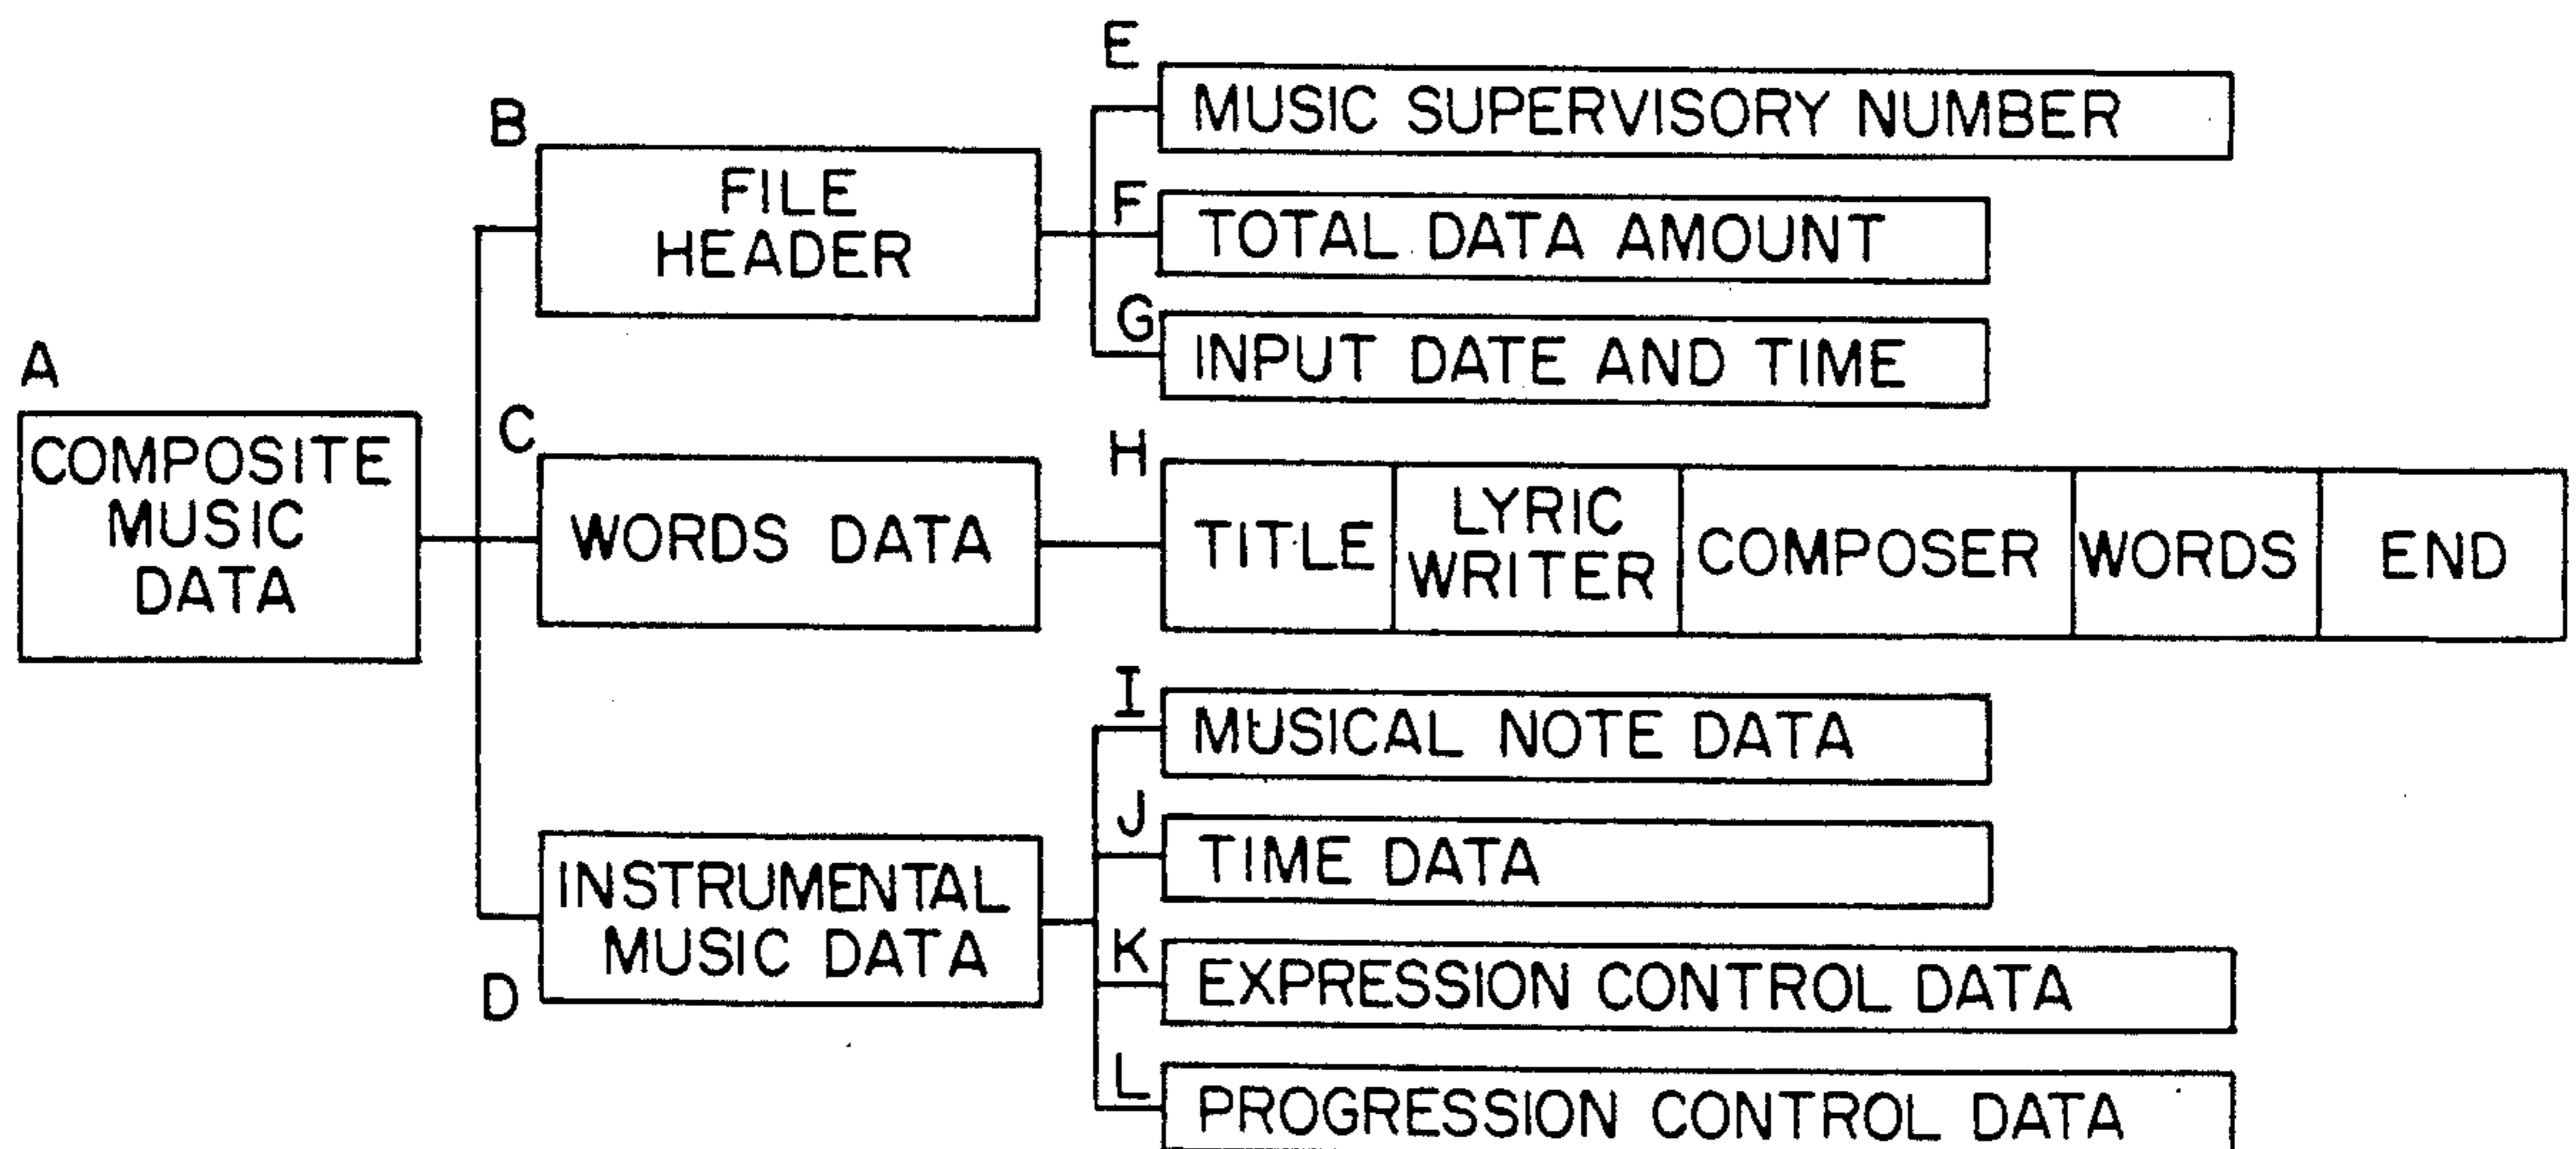 E
MUSIC SUPERVISORY NUMBER
B
FILE
HEADER
F
TOTAL DATA AMOUNT
G
INPUT DATE AND TIME
A
COMPOSITE
MUSIC
DATA
C
WORDS DATA
H
TITLE
LYRIC
WRITER
COMPOSER
WORDS
END
I
MUSICAL NOTE DATA
J
TIME DATA
D
INSTRUMENTAL
MUSIC DATA
K
EXPRESSION CONTROL DATA
L
PROGRESSION CONTROL DATA